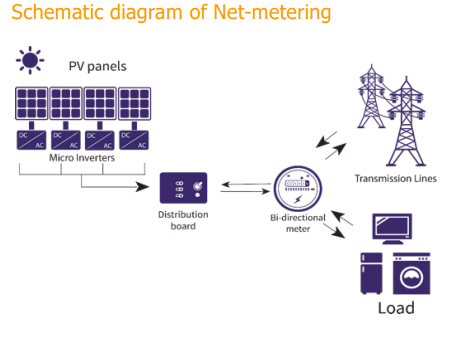 Schematic diagram of Net-metering
PV panels
DC
AC
DC
AC
DC
AC
DC
AC
Micro Inverters
Transmission Lines
Distribution
board
Bi-directional
meter
Load